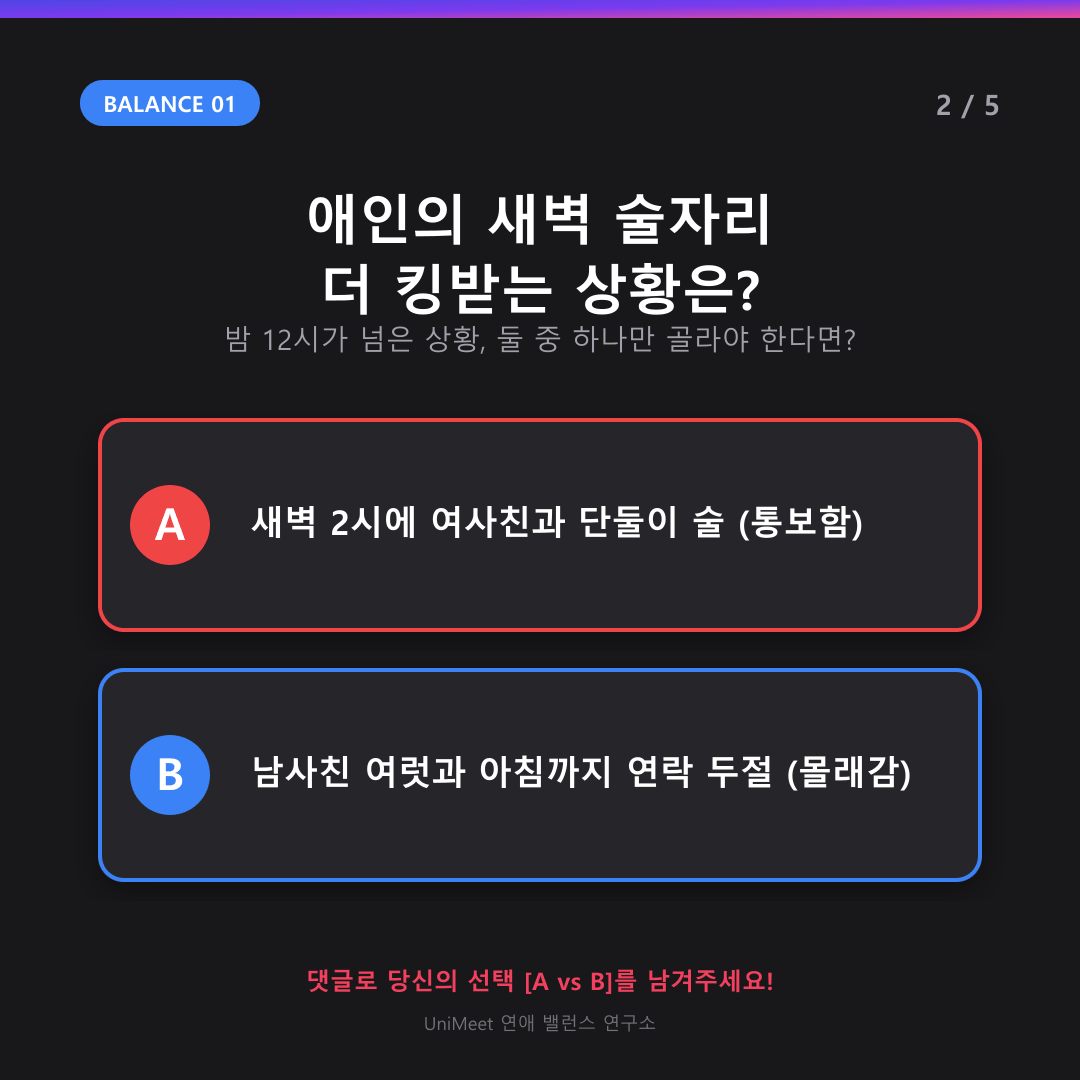 BALANCE 01
2 / 5
애인의 새벽 술자리
더 킹받는 상황은?
밤 12시가 넘은 상황, 둘 중 하나만 골라야 한다면?
A
새벽 2시에 여사친과 단둘이 술 (통보함)
B
남사친 여럿과 아침까지 연락 두절 (몰래감)
댓글로 당신의 선택 [A vs B]를 남겨주세요!
UniMeet 연애 밸런스 연구소